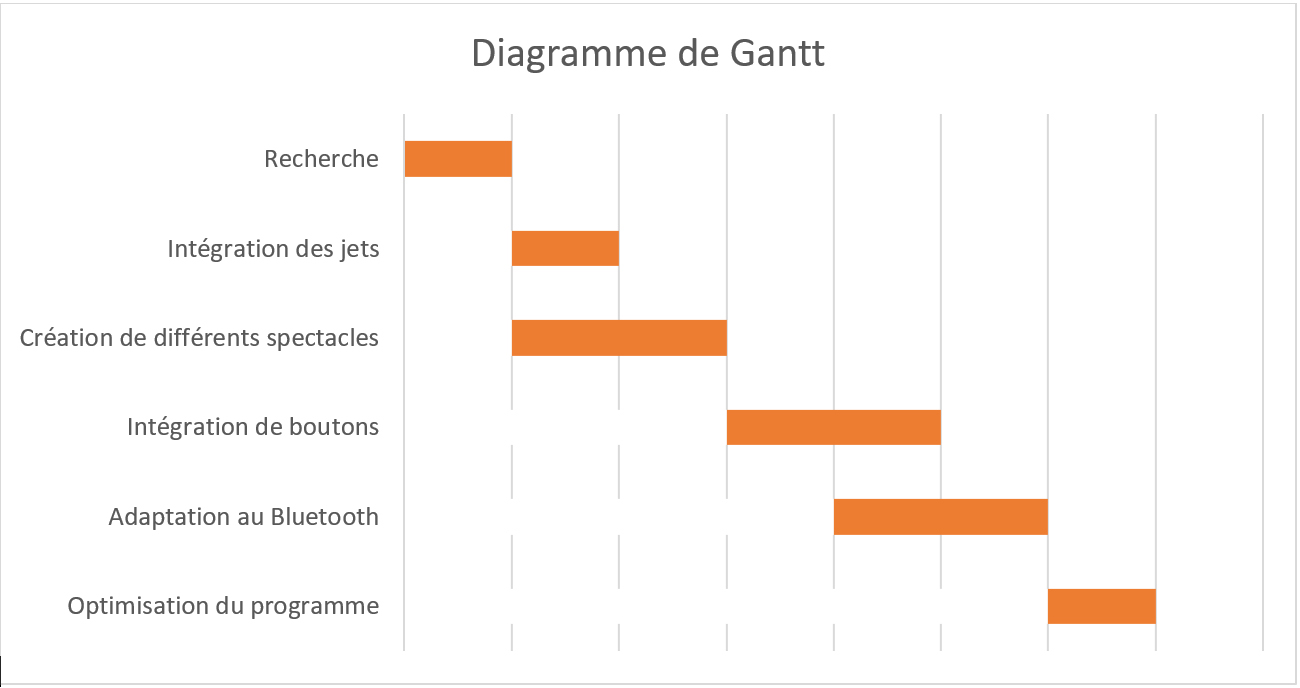 Diagramme de Gantt
Recherche
Intégration des jets
Création de différents spectacles
Intégration de boutons
Adaptation au Bluetooth
Optimisation du programme